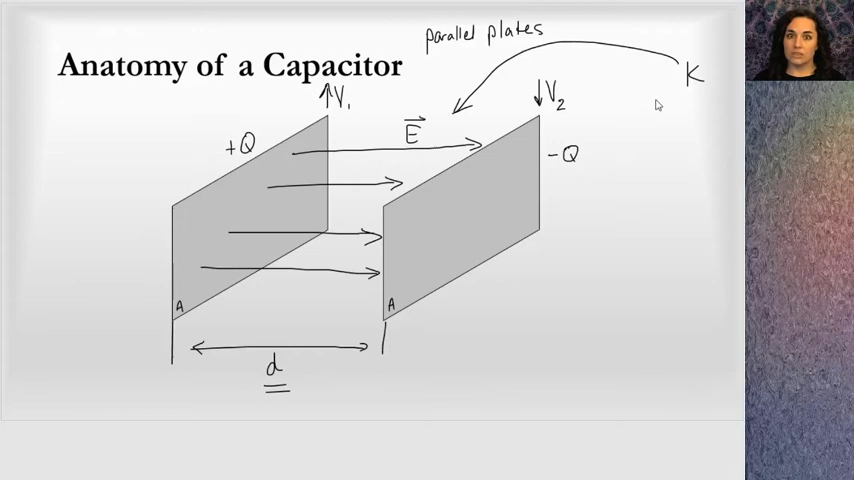 parallel plates
Anatomy of a Capacitor
K
↑V₁
↓V₂
+Q
E⃗
-Q
A
A
d